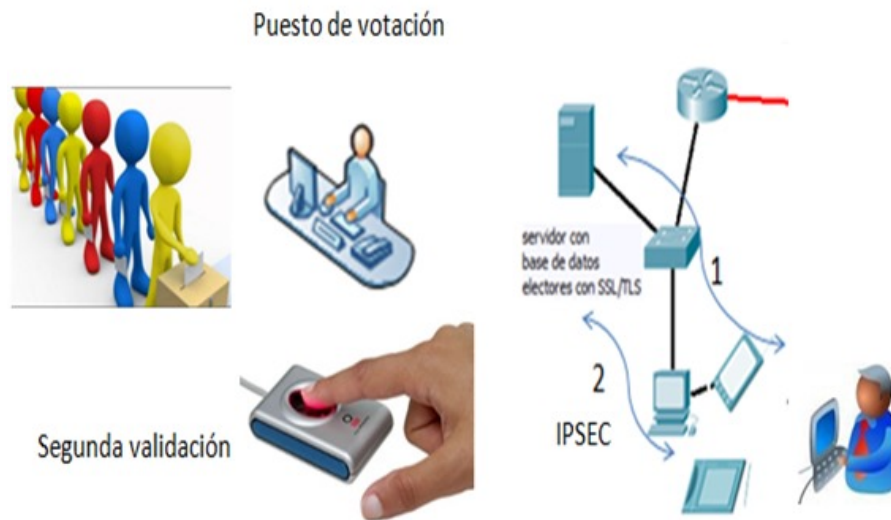 Puesto de votación
servidor con
base de datos
electores con SSL/TLS
1
2
IPSEC
Segunda validación